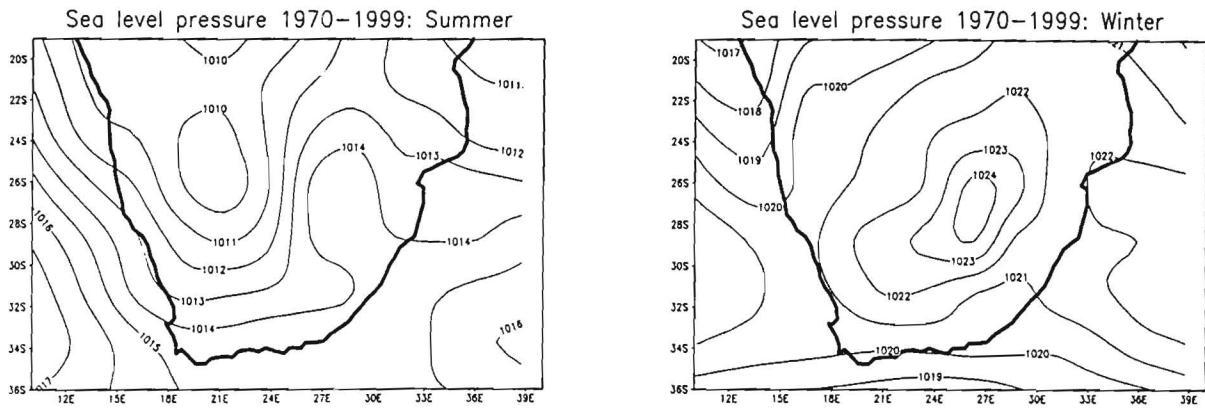 Sea level pressure 1970-1999: Summer
20S
22S
24S
26S
28S
30S
32S
34S
36S
12E 15E 18E 21E 24E 27E 30E 33E 36E 39E
1010
1011
1010
1014
1013
1012
1016
1011
1014
1012
1013
1014
1015
1016
1017
Sea level pressure 1970-1999: Winter
20S
22S
24S
26S
28S
30S
32S
34S
36S
12E 15E 18E 21E 24E 27E 30E 33E 36E 39E
1017
1020
1022
1018
1019
1023
1022
1024
1020
1023
1022
1021
1020
1020
1019